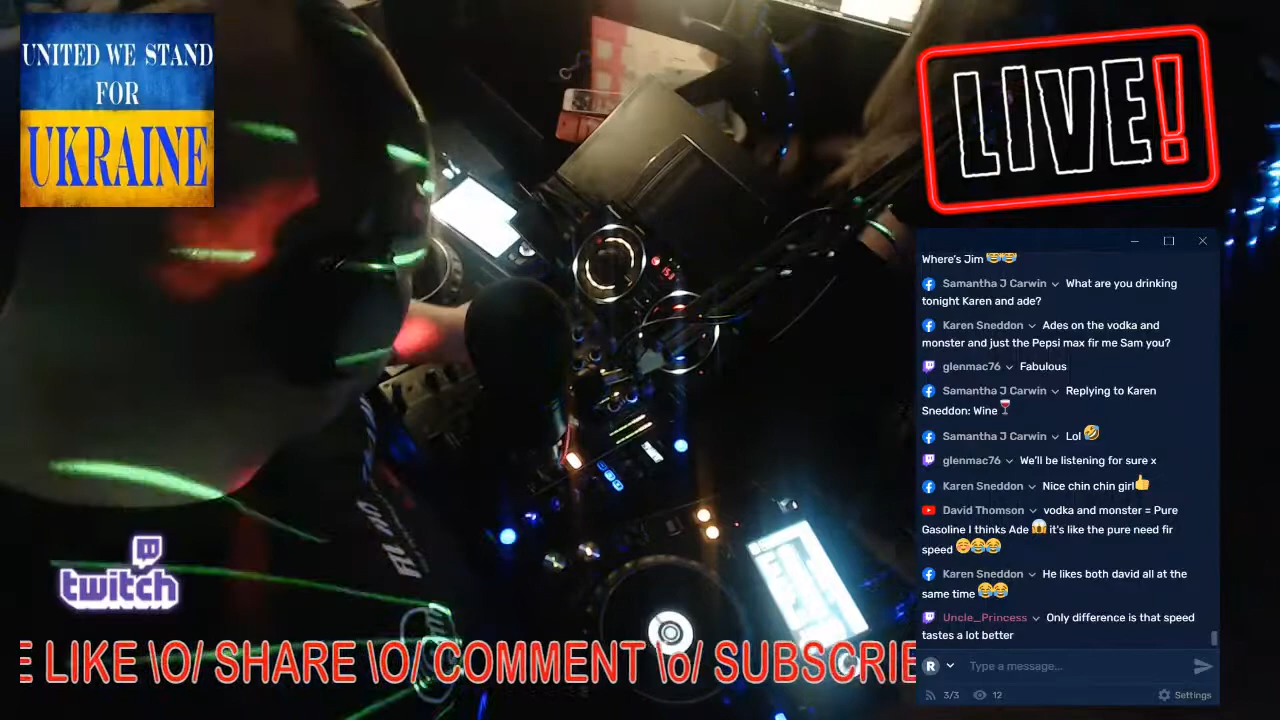 UNITED WE STAND
FOR
UKRAINE
LIVE!
Where's Jim 😂😂
Samantha J Carwin What are you drinking
tonight Karen and ade?
Karen Sneddon Ades on the vodka and
monster and just the Pepsi max fir me Sam you?
glenmac76 Fabulous
Samantha J Carwin Replying to Karen
Sneddon: Wine 🍷
Samantha J Carwin Lol 🤣
glenmac76 We'll be listening for sure x
Karen Sneddon Nice chin chin girl👍
David Thomson vodka and monster = Pure
Gasoline I thinks Ade 😱 it's like the pure need fir
speed ☺️😂😂
Karen Sneddon He likes both david all at the
same time 😂😂
Uncle_Princess Only difference is that speed
tastes a lot better
R Type a message...
3/3 12 Settings
twitch
E LIKE \O/ SHARE \O/ COMMENT \o/ SUBSCRIE